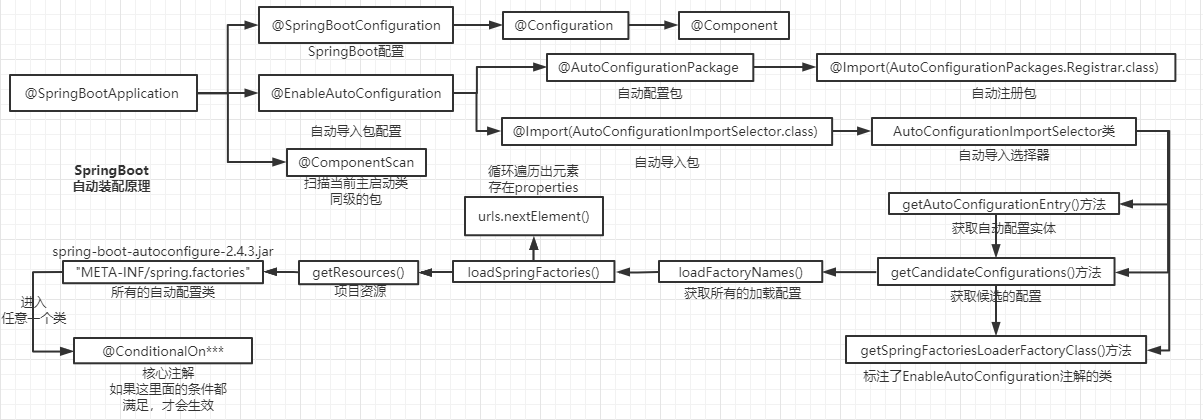 @SpringBootConfiguration
@Configuration
@Component
SpringBoot配置
@AutoConfigurationPackage
@Import(AutoConfigurationPackages.Registrar.class)
自动配置包
自动注册包
@SpringBootApplication
@EnableAutoConfiguration
自动导入包配置
@Import(AutoConfigurationImportSelector.class)
AutoConfigurationImportSelector类
自动导入包
自动导入选择器
SpringBoot
自动装配原理
@ComponentScan
扫描当前主启动类
同级的包
循环遍历出元素
存在properties
urls.nextElement()
getAutoConfigurationEntry()方法
获取自动配置实体
spring-boot-autoconfigure-2.4.3.jar
"META-INF/spring.factories"
所有的自动配置类
getResources()
项目资源
loadSpringFactories()
loadFactoryNames()
获取所有的加载配置
getCandidateConfigurations()方法
获取候选的配置
进入
任意一个类
@ConditionalOn***
核心注解
如果这里面的条件都
满足，才会生效
getSpringFactoriesLoaderFactoryClass()方法
标注了EnableAutoConfiguration注解的类